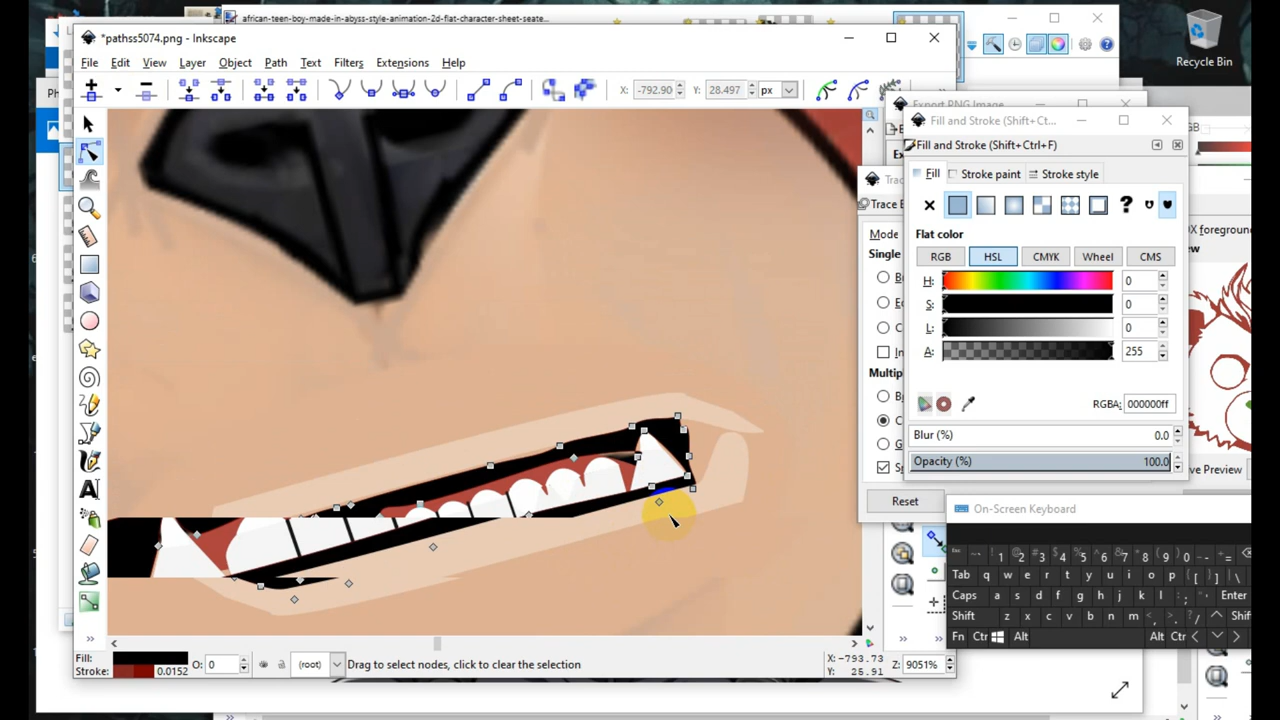 african-teen-boy-made-in-abyss-style-animation-2d-flat-character-sheet-seate...
*pathss5074.png - Inkscape
Recycle Bin
File Edit View Layer Object Path Text Filters Extensions Help
X: -792.90 Y: 28.497 px
Export PNG Image
Fill and Stroke (Shift+Ct...
Fill and Stroke (Shift+Ctrl+F)
Fill Stroke paint Stroke style
Flat color
RGB HSL CMYK Wheel CMS
H: 0
S: 0
L: 0
A: 255
RGBA: 000000ff
Blur (%) 0.0
Opacity (%) 100.0
Mode
Single
Reset
On-Screen Keyboard
Tab q w e r t y u i o p [ ] \
Caps a s d f g h j k l ; ' Enter
Shift z x c v b n m , . / Shif
Fn Ctr Alt Alt Ctr
Fill:
Stroke: 0.0152
O: 0
(root)
Drag to select nodes, click to clear the selection
X: -793.73
Y: 25.91
Z: 9051%